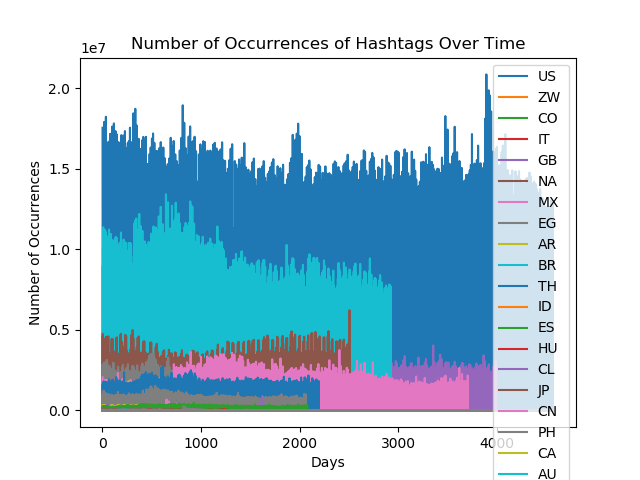 Number of Occurrences of Hashtags Over Time
1e7
2.0
1.5
1.0
0.5
0.0
Number of Occurrences
0
1000
2000
3000
4000
Days
US
ZW
CO
IT
GB
NA
MX
EG
AR
BR
TH
ID
ES
HU
CL
JP
CN
PH
CA
AU